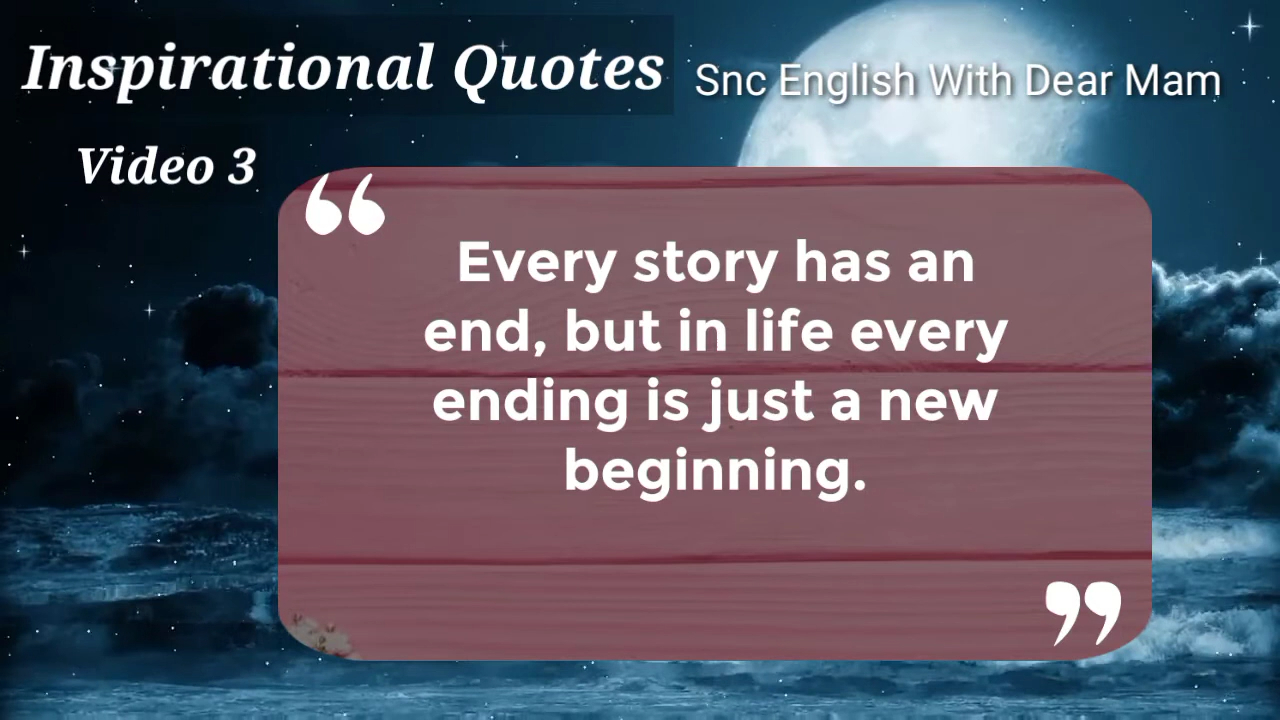 Inspirational Quotes
Snc English With Dear Mam
Video 3
“
Every story has an
end, but in life every
ending is just a new
beginning.
”